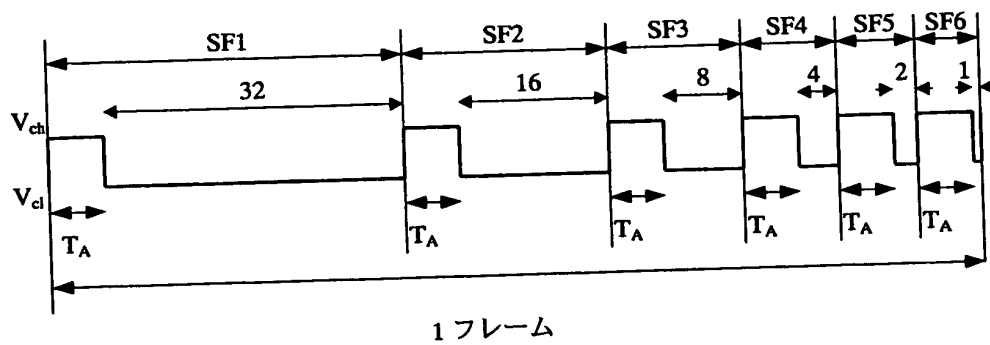 SF1 SF2 SF3 SF4 SF5 SF6
32 16 8 4 2 1
Vch
Vcl
TA TA TA TA TA TA
1 フレーム